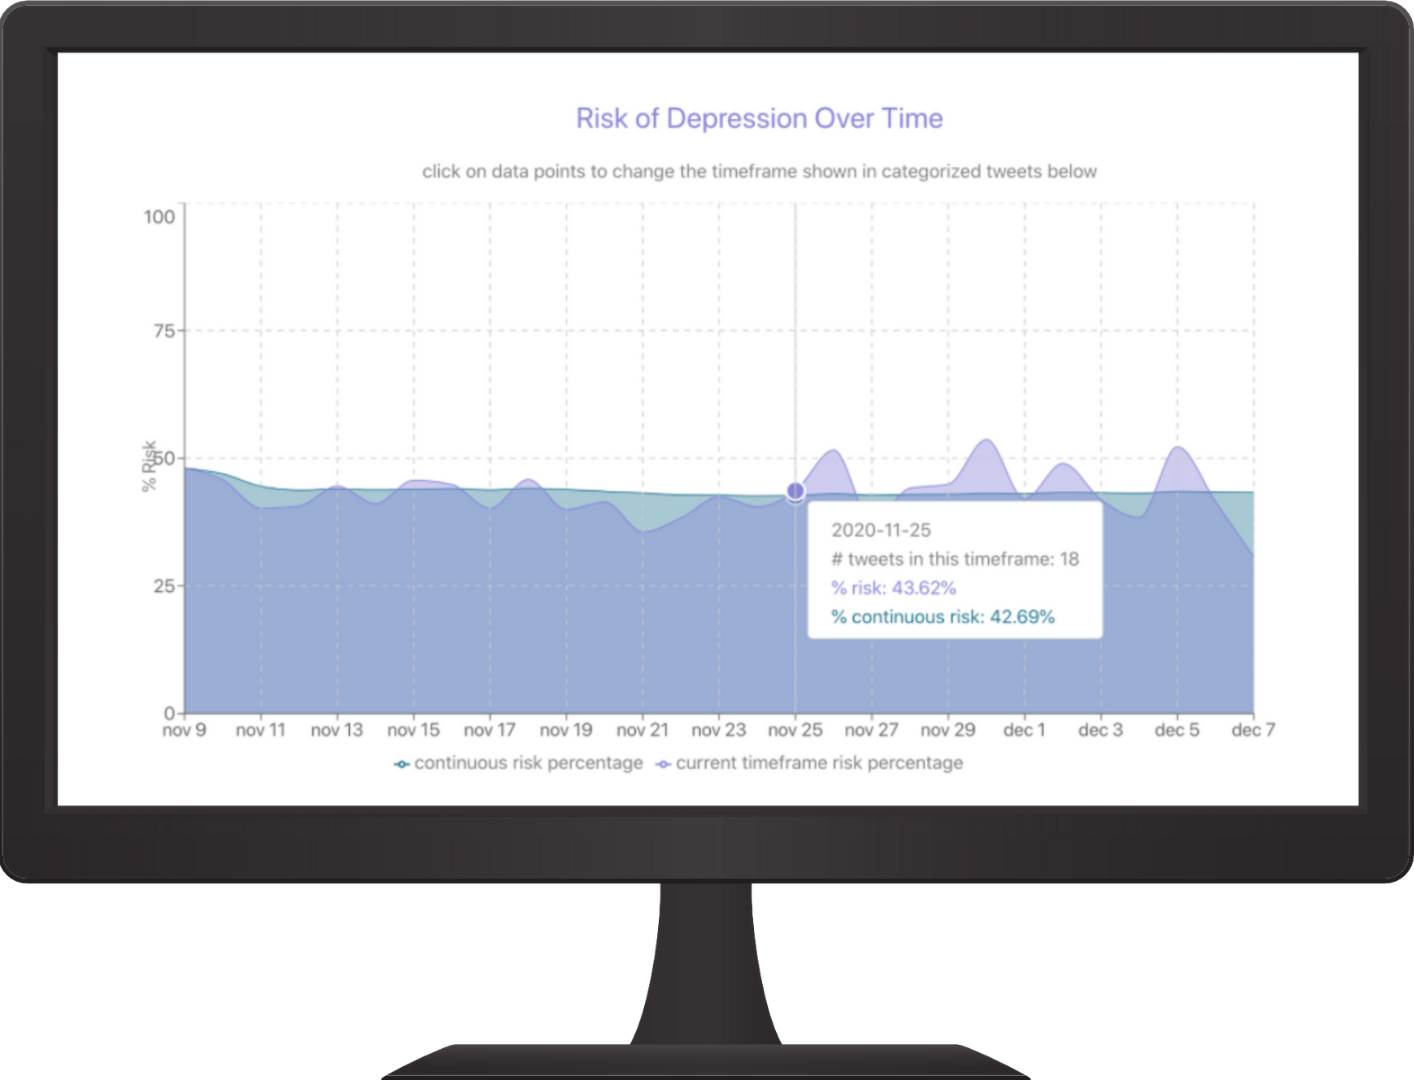 Risk of Depression Over Time
click on data points to change the timeframe shown in categorized tweets below
100
75
50
25
0
% Risk
2020-11-25
# tweets in this timeframe: 18
% risk: 43.62%
% continuous risk: 42.69%
nov 9 nov 11 nov 13 nov 15 nov 17 nov 19 nov 21 nov 23 nov 25 nov 27 nov 29 dec 1 dec 3 dec 5 dec 7
continuous risk percentage current timeframe risk percentage